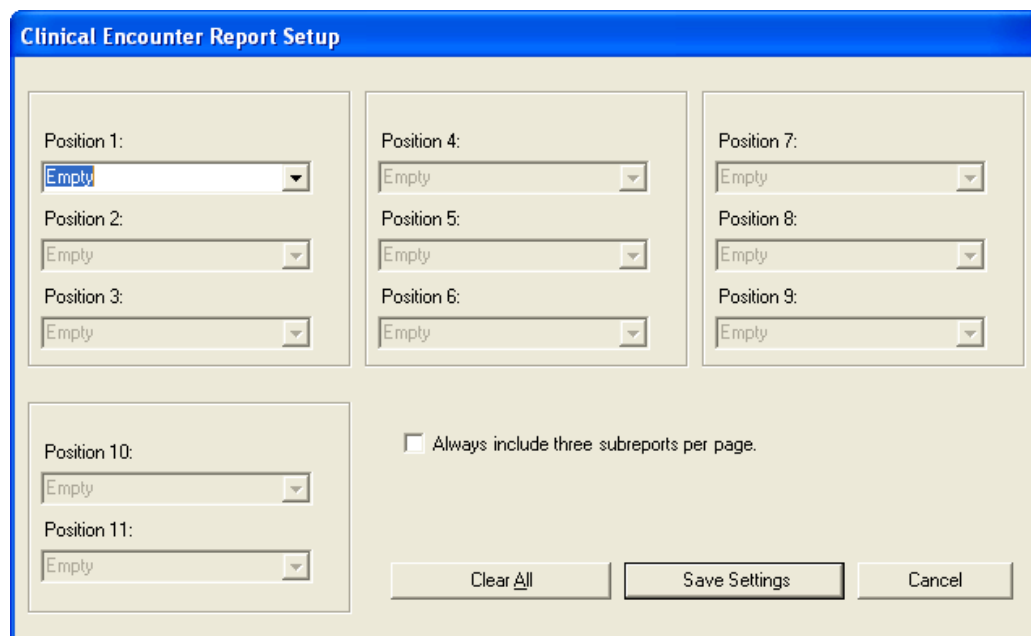 Clinical Encounter Report Setup
Position 1:
Empty
Position 2:
Empty
Position 3:
Empty
Position 4:
Empty
Position 5:
Empty
Position 6:
Empty
Position 7:
Empty
Position 8:
Empty
Position 9:
Empty
Position 10:
Empty
Position 11:
Empty
Always include three subreports per page.
Clear All
Save Settings
Cancel